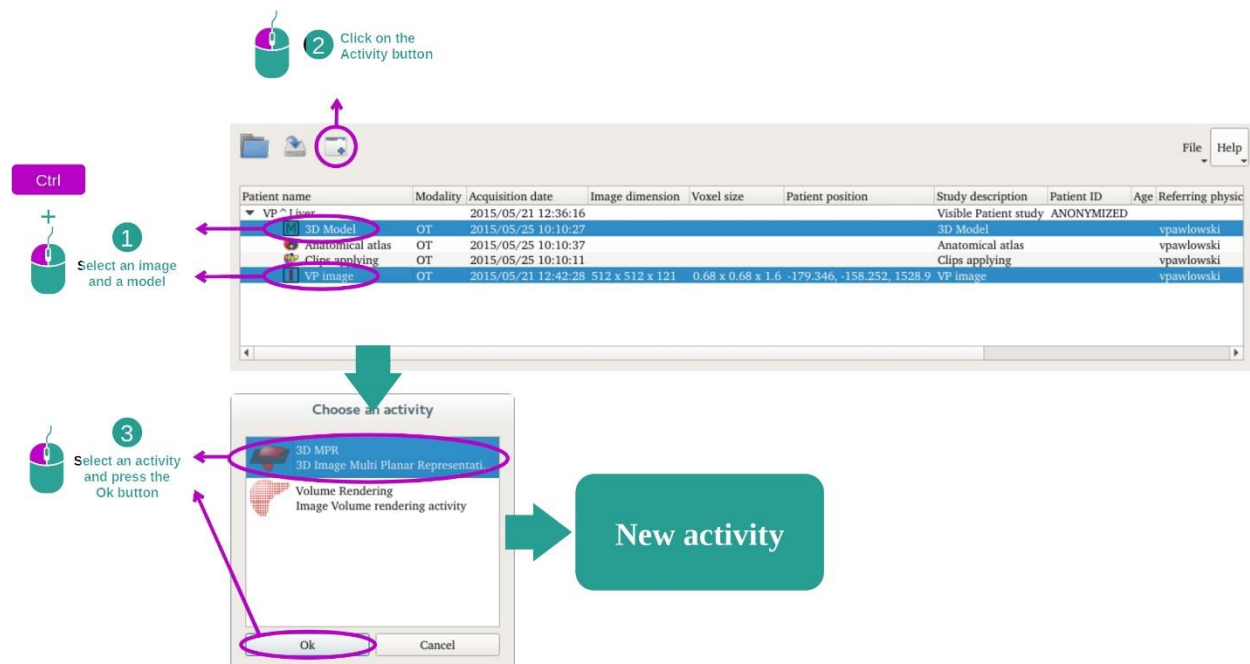 2
Click on the
Activity button
File Help
Ctrl
+
1
Select an image
and a model
Patient name Modality Acquisition date Image dimension Voxel size Patient position Study description Patient ID Age Referring physic
VP^Liver 2015/05/21 12:36:16 Visible Patient study ANONYMIZED
M 3D Model OT 2015/05/25 10:10:27 3D Model vpawlowski
Anatomical atlas OT 2015/05/25 10:10:37 Anatomical atlas vpawlowski
Clips applying OT 2015/05/25 10:10:11 Clips applying vpawlowski
I VP image OT 2015/05/21 12:42:28 512 x 512 x 121 0.68 x 0.68 x 1.6 -179.346, -158.252, 1528.9 VP image vpawlowski
Choose an activity
3
Select an activity
and press the
Ok button
3D MPR
3D Image Multi Planar Representati..
Volume Rendering
Image Volume rendering activity
Ok Cancel
New activity